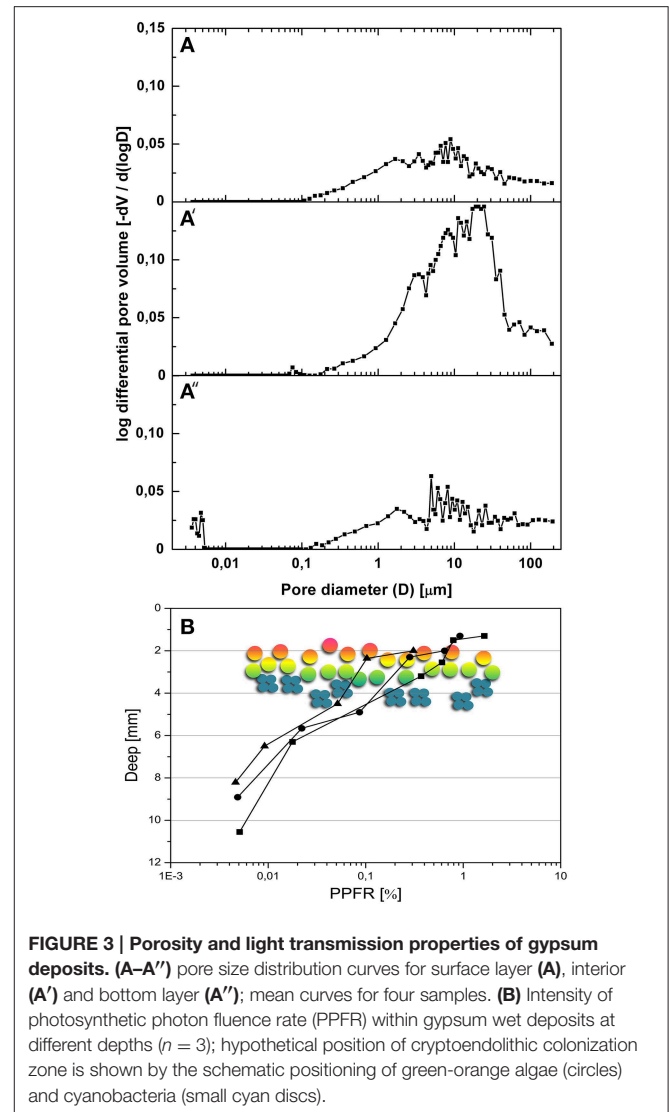 A
0,15
0,10
0,05
0
A′
0,10
0,05
0
A″
0,10
0,05
0
log differential pore volume [-dV / d(logD)]
0,01 0,1 1 10 100
Pore diameter (D) [μm]
B
0
2
4
6
8
10
12
Deep [mm]
1E-3 0,01 0,1 1 10
PPFR [%]
FIGURE 3 | Porosity and light transmission properties of gypsum
deposits. (A–A″) pore size distribution curves for surface layer (A), interior
(A′) and bottom layer (A″); mean curves for four samples. (B) Intensity of
photosynthetic photon fluence rate (PPFR) within gypsum wet deposits at
different depths (n = 3); hypothetical position of cryptoendolithic colonization
zone is shown by the schematic positioning of green-orange algae (circles)
and cyanobacteria (small cyan discs).